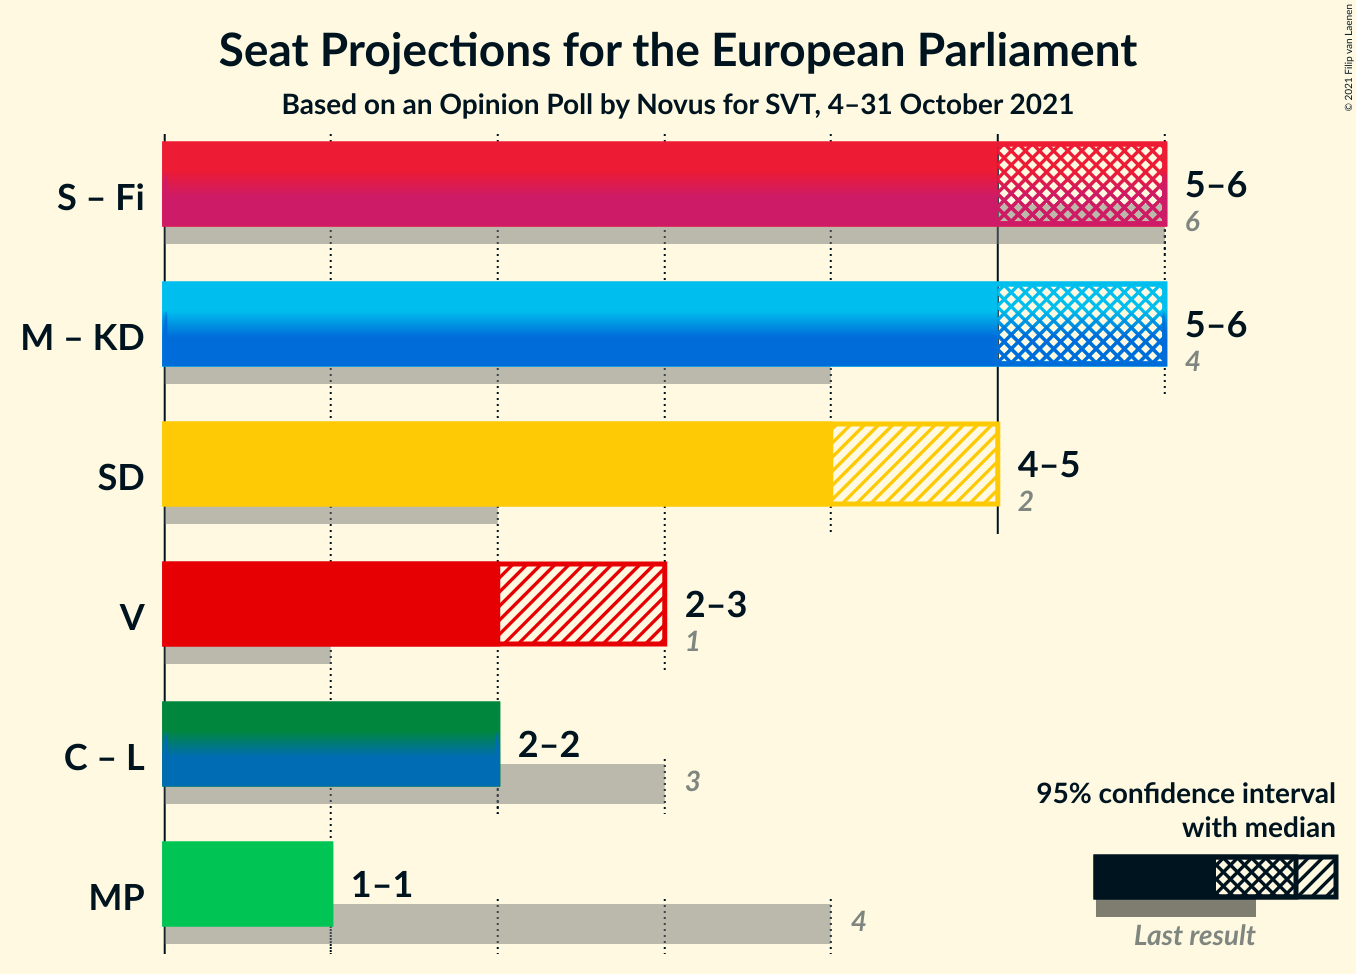 Seat Projections for the European Parliament
Based on an Opinion Poll by Novus for SVT, 4–31 October 2021
© 2021 Filip van Laenen
S – Fi
5–6
6
M – KD
5–6
4
SD
4–5
2
V
2–3
1
C – L
2–2
3
MP
1–1
4
95% confidence interval
with median
Last result